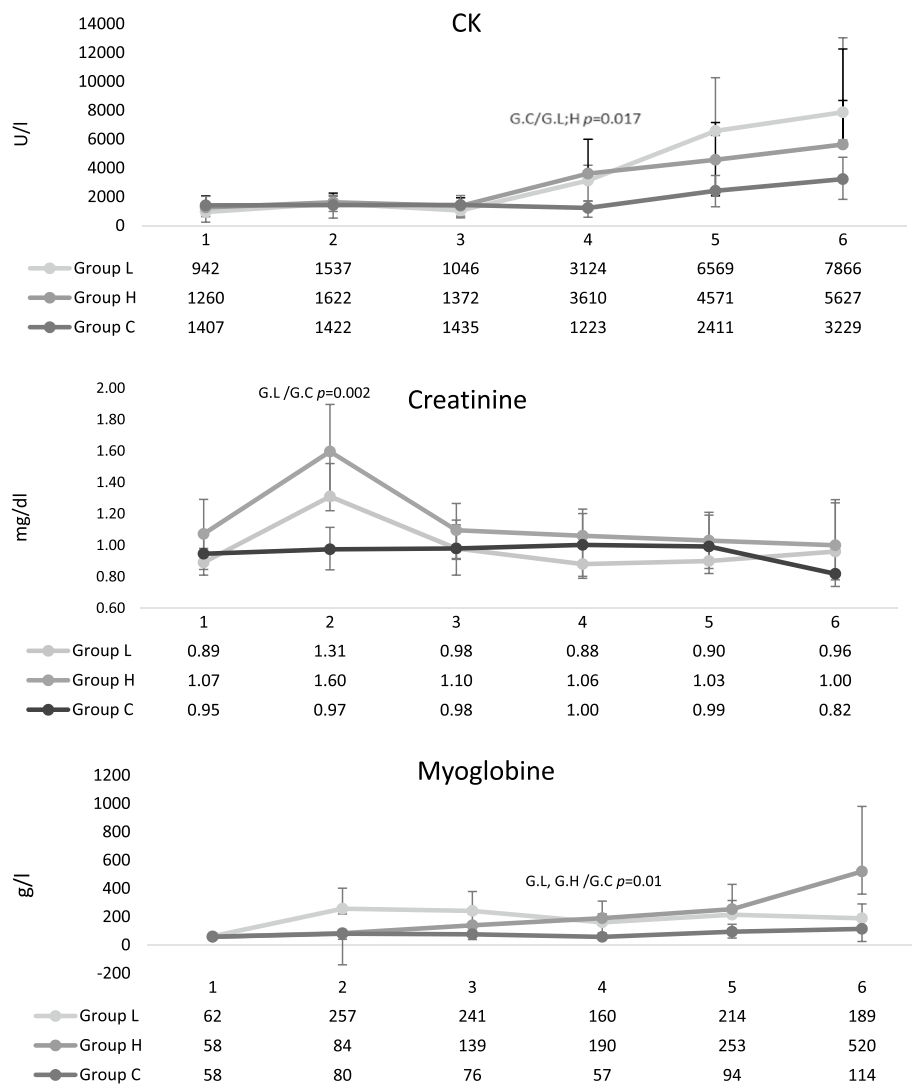 CK
14000
12000
10000
8000
6000
4000
2000
0
U/l
G.C/G.L;H p=0.017
1 2 3 4 5 6
Group L 942 1537 1046 3124 6569 7866
Group H 1260 1622 1372 3610 4571 5627
Group C 1407 1422 1435 1223 2411 3229
Creatinine
2.00
1.80
1.60
1.40
1.20
1.00
0.80
0.60
mg/dl
G.L /G.C p=0.002
1 2 3 4 5 6
Group L 0.89 1.31 0.98 0.88 0.90 0.96
Group H 1.07 1.60 1.10 1.06 1.03 1.00
Group C 0.95 0.97 0.98 1.00 0.99 0.82
Myoglobine
1200
1000
800
600
400
200
0
-200
g/l
G.L, G.H /G.C p=0.01
1 2 3 4 5 6
Group L 62 257 241 160 214 189
Group H 58 84 139 190 253 520
Group C 58 80 76 57 94 114